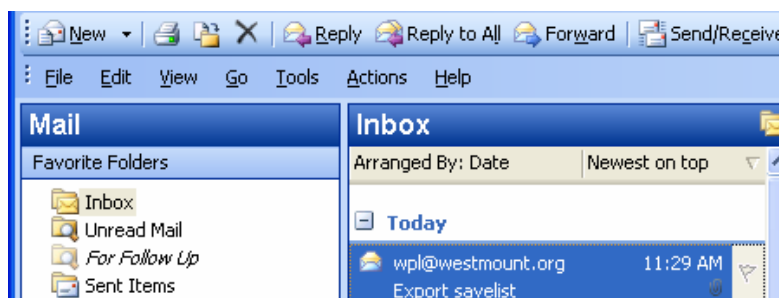 New Reply Reply to All Forward Send/Receive
File Edit View Go Tools Actions Help
Mail
Favorite Folders
Inbox
Unread Mail
For Follow Up
Sent Items
Inbox
Arranged By: Date Newest on top
Today
wpl@westmount.org 11:29 AM
Export savelist